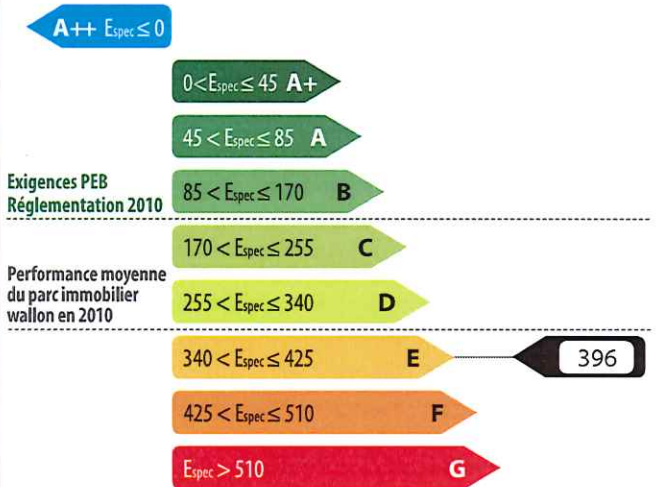 A++ Espec ≤ 0
0 < Espec ≤ 45 A+
45 < Espec ≤ 85 A
Exigences PEB
Réglementation 2010
85 < Espec ≤ 170 B
170 < Espec ≤ 255 C
Performance moyenne
du parc immobilier
wallon en 2010
255 < Espec ≤ 340 D
340 < Espec ≤ 425 E
396
425 < Espec ≤ 510 F
Espec > 510 G